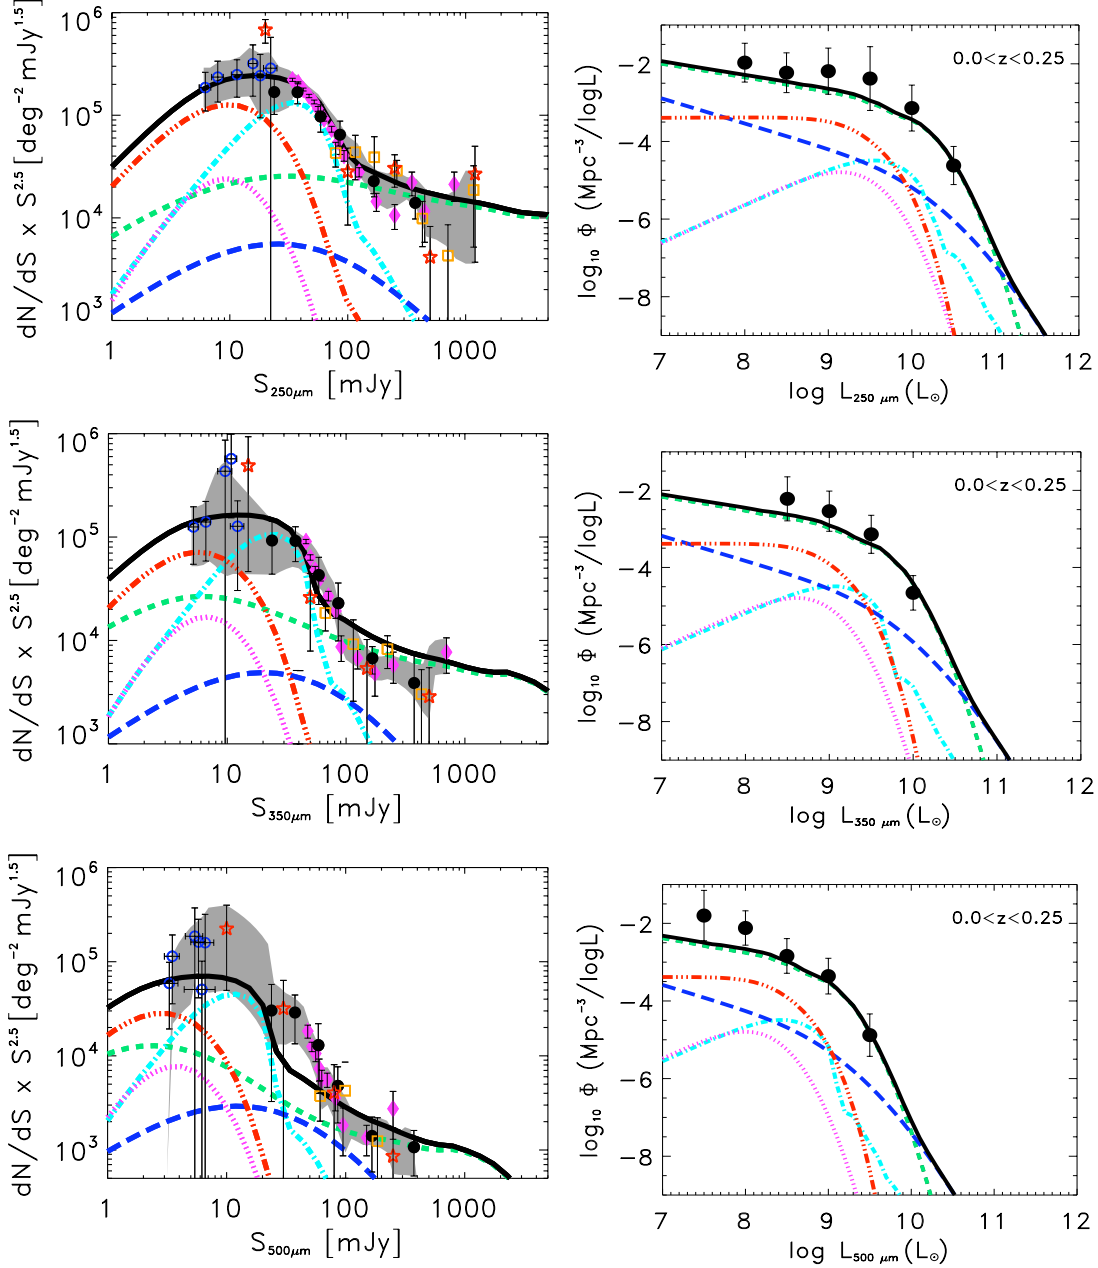 dN/dS x S^2.5 [deg^-2 mJy^1.5]
10^6
10^5
10^4
10^3
1 10 100 1000
S_250μm [mJy]
log_10 Φ (Mpc^-3/logL)
0.0<z<0.25
-2
-4
-6
-8
7 8 9 10 11 12
log L_250 μm (L_⊙)
dN/dS x S^2.5 [deg^-2 mJy^1.5]
10^6
10^5
10^4
10^3
1 10 100 1000
S_350μm [mJy]
log_10 Φ (Mpc^-3/logL)
0.0<z<0.25
-2
-4
-6
-8
7 8 9 10 11 12
log L_350 μm (L_⊙)
dN/dS x S^2.5 [deg^-2 mJy^1.5]
10^6
10^5
10^4
10^3
1 10 100 1000
S_500μm [mJy]
log_10 Φ (Mpc^-3/logL)
0.0<z<0.25
-2
-4
-6
-8
7 8 9 10 11 12
log L_500 μm (L_⊙)